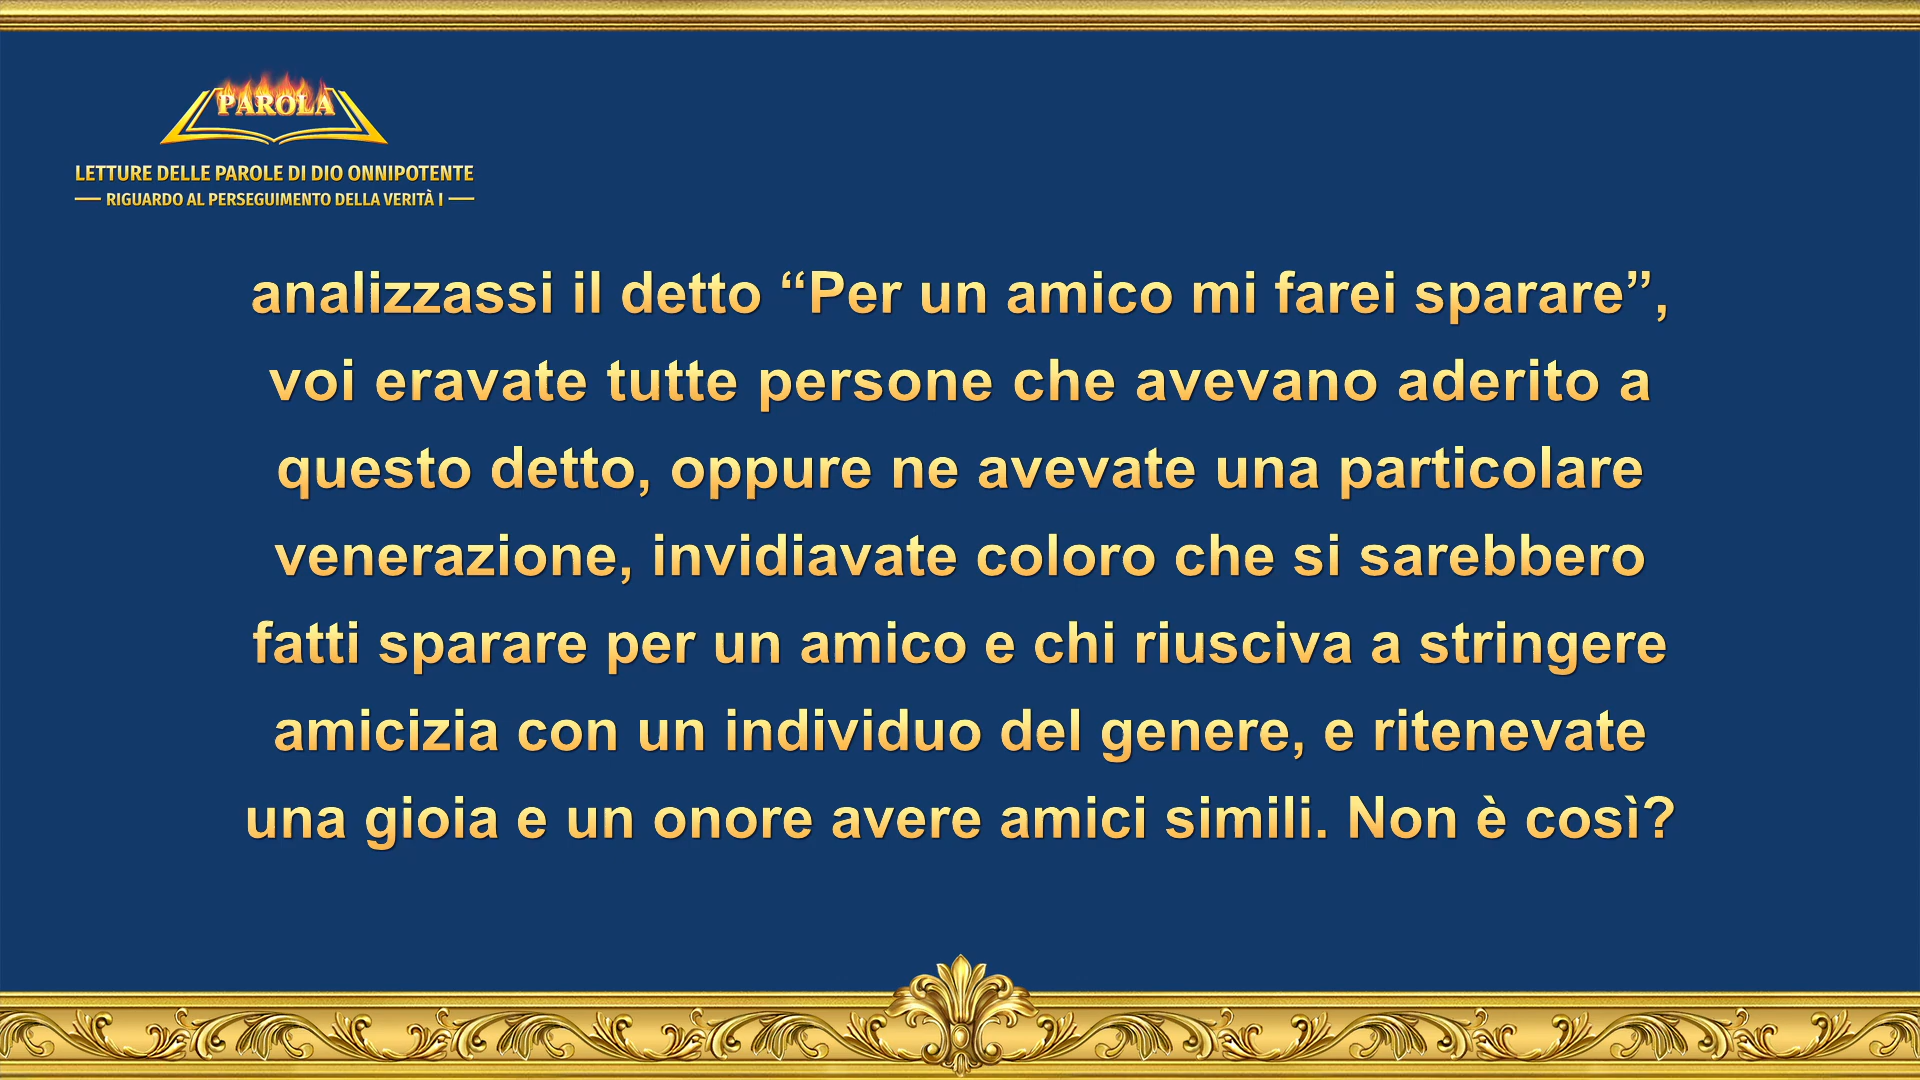 PAROLA
LETTURE DELLE PAROLE DI DIO ONNIPOTENTE
RIGUARDO AL PERSEGUIMENTO DELLA VERITÀ I
analizzassi il detto “Per un amico mi farei sparare”,
voi eravate tutte persone che avevano aderito a
questo detto, oppure ne avevate una particolare
venerazione, invidiavate coloro che si sarebbero
fatti sparare per un amico e chi riusciva a stringere
amicizia con un individuo del genere, e ritenevate
una gioia e un onore avere amici simili. Non è così?